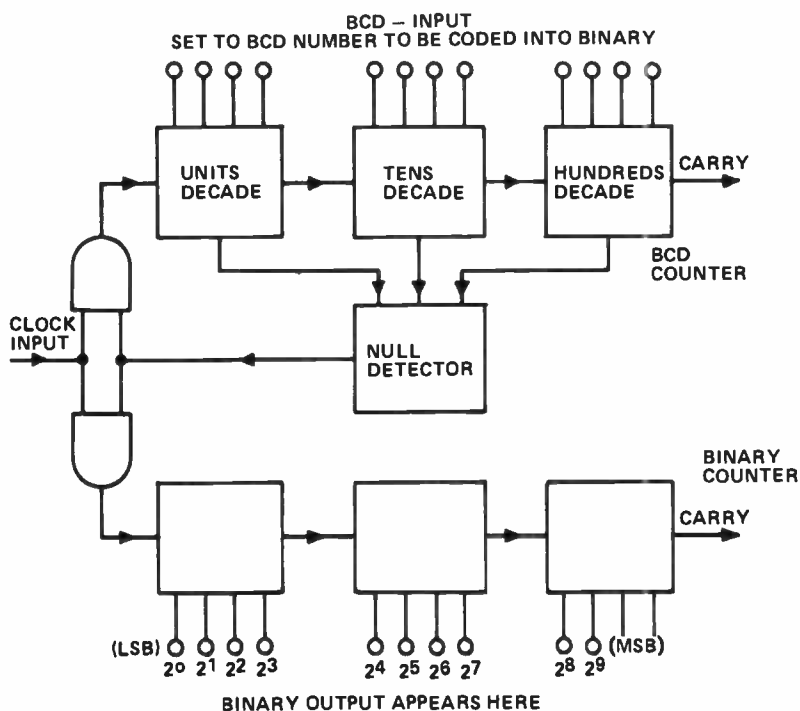 BCD – INPUT
SET TO BCD NUMBER TO BE CODED INTO BINARY
UNITS
DECADE
TENS
DECADE
HUNDREDS
DECADE
CARRY
BCD
COUNTER
CLOCK
INPUT
NULL
DETECTOR
BINARY
COUNTER
CARRY
(LSB) 2⁰ 2¹ 2² 2³ 2⁴ 2⁵ 2⁶ 2⁷ 2⁸ 2⁹ (MSB)
BINARY OUTPUT APPEARS HERE